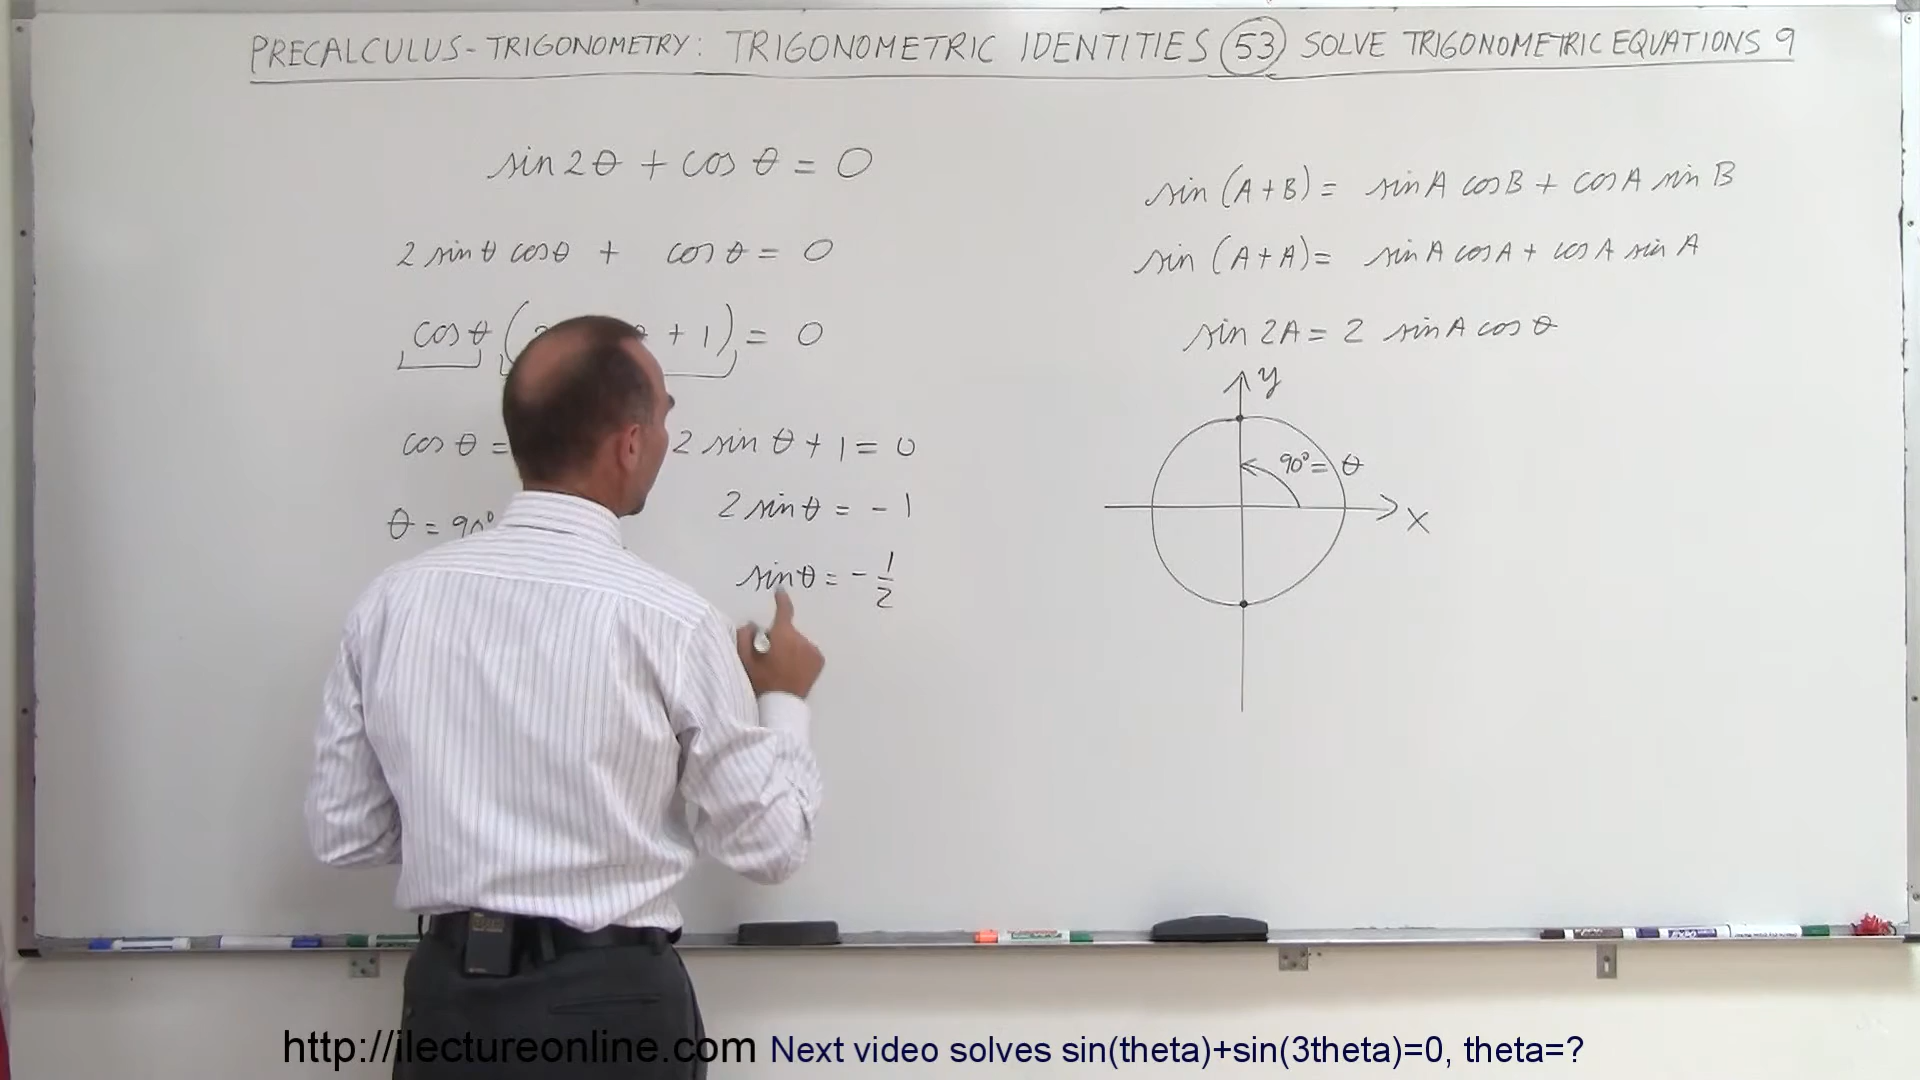 PRECALCULUS - TRIGONOMETRY: TRIGONOMETRIC IDENTITIES 53 SOLVE TRIGONOMETRIC EQUATIONS 9
sin 2θ + cos θ = 0
2 sin θ cos θ + cos θ = 0
cos θ ( + 1) = 0
cos θ =
2 sin θ + 1 = 0
θ = 90°
2 sin θ = - 1
sin θ = - 1/2
sin (A + B) = sin A cos B + cos A sin B
sin (A + A) = sin A cos A + cos A sin A
sin 2A = 2 sin A cos θ
y
90° = θ
x
http://ilectureonline.com Next video solves sin(theta)+sin(3theta)=0, theta=?